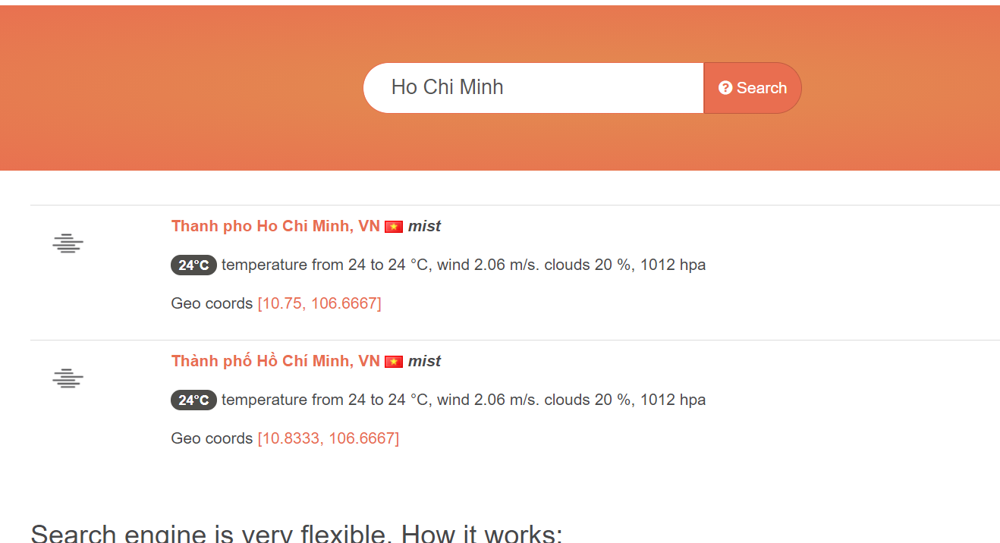 Ho Chi Minh
Search
Thanh pho Ho Chi Minh, VN mist
24°C temperature from 24 to 24 °C, wind 2.06 m/s. clouds 20 %, 1012 hpa
Geo coords [10.75, 106.6667]
Thành phố Hồ Chí Minh, VN mist
24°C temperature from 24 to 24 °C, wind 2.06 m/s. clouds 20 %, 1012 hpa
Geo coords [10.8333, 106.6667]
Search engine is very flexible. How it works: